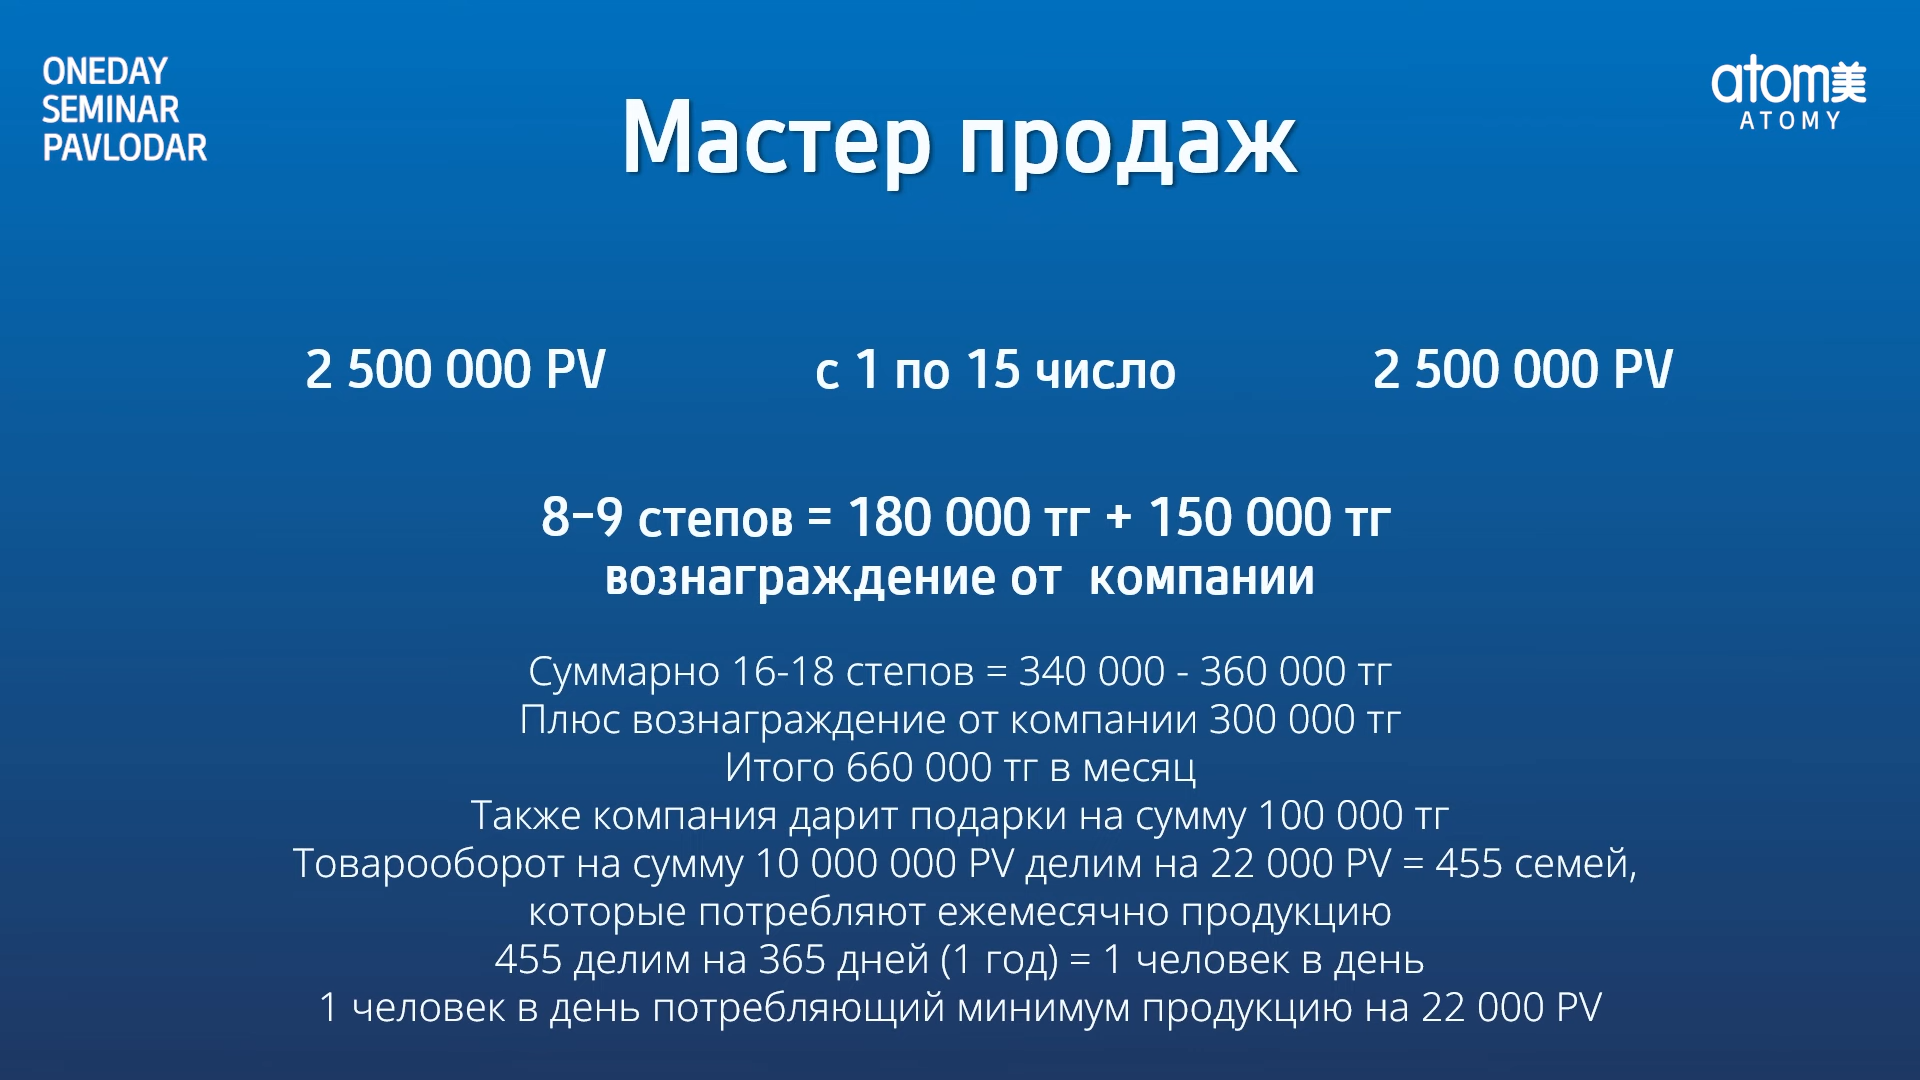 ONEDAY
SEMINAR
PAVLODAR
atom美
ATOMY
Мастер продаж
2 500 000 PV
с 1 по 15 число
2 500 000 PV
8-9 степов = 180 000 тг + 150 000 тг
вознаграждение от компании
Суммарно 16-18 степов = 340 000 - 360 000 тг
Плюс вознаграждение от компании 300 000 тг
Итого 660 000 тг в месяц
Также компания дарит подарки на сумму 100 000 тг
Товарооборот на сумму 10 000 000 PV делим на 22 000 PV = 455 семей,
которые потребляют ежемесячно продукцию
455 делим на 365 дней (1 год) = 1 человек в день
1 человек в день потребляющий минимум продукцию на 22 000 PV